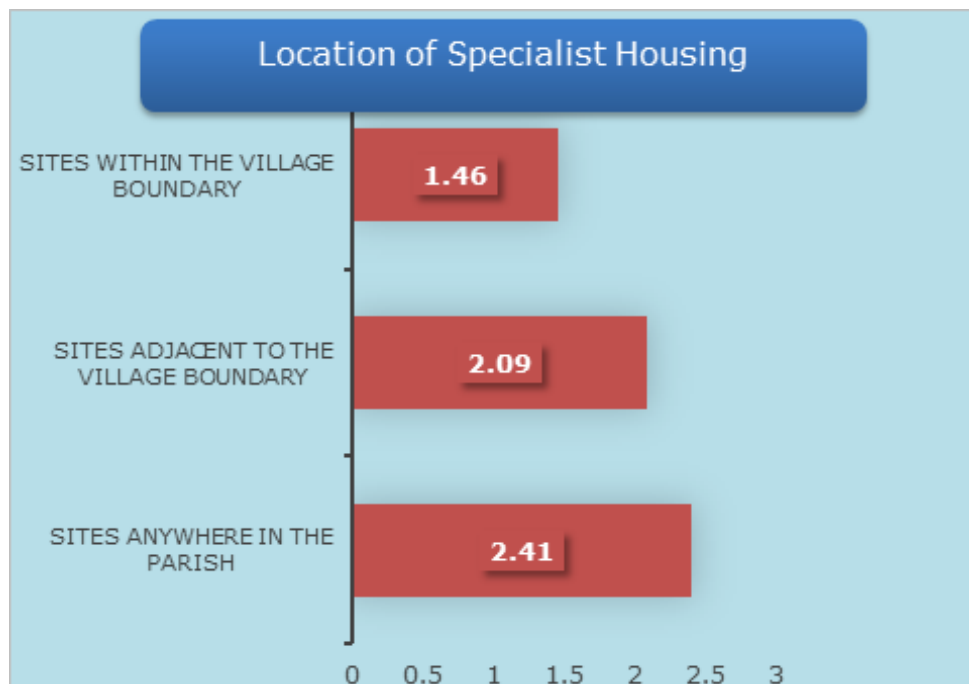 Location of Specialist Housing
SITES WITHIN THE VILLAGE
BOUNDARY
1.46
SITES ADJACENT TO THE
VILLAGE BOUNDARY
2.09
SITES ANYWHERE IN THE
PARISH
2.41
0 0.5 1 1.5 2 2.5 3